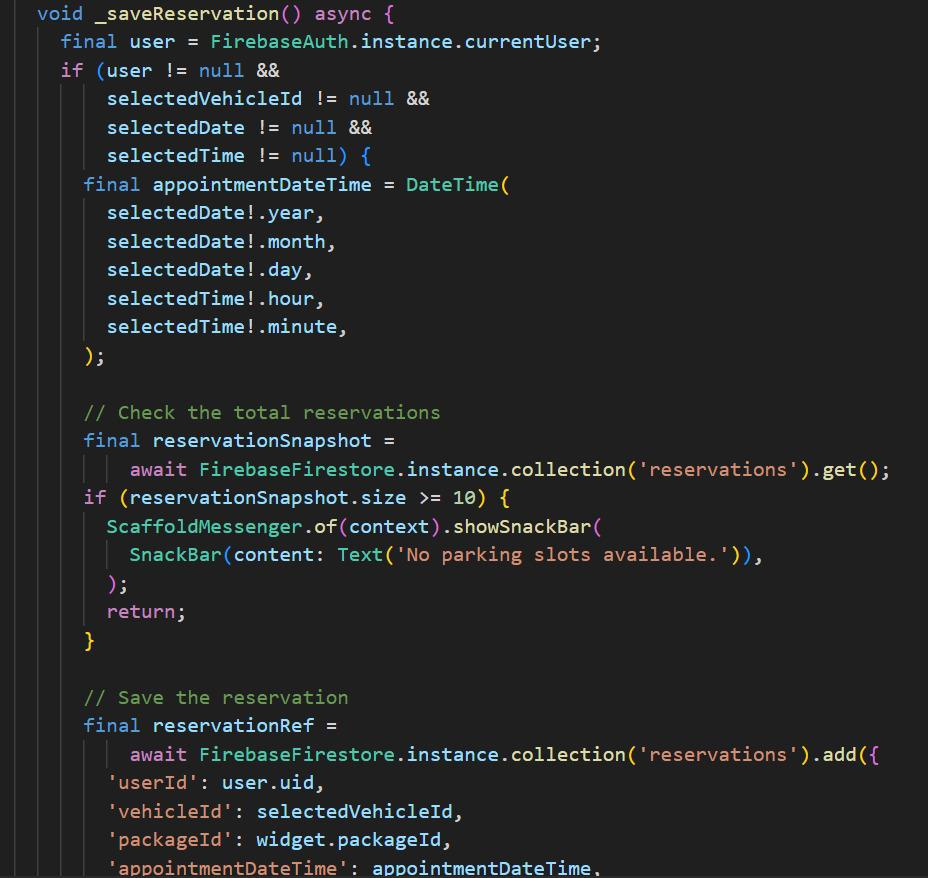 void _saveReservation() async {
final user = FirebaseAuth.instance.currentUser;
if (user != null &&
selectedVehicleId != null &&
selectedDate != null &&
selectedTime != null) {
final appointmentDateTime = DateTime(
selectedDate!.year,
selectedDate!.month,
selectedDate!.day,
selectedTime!.hour,
selectedTime!.minute,
);
// Check the total reservations
final reservationSnapshot =
await FirebaseFirestore.instance.collection('reservations').get();
if (reservationSnapshot.size >= 10) {
ScaffoldMessenger.of(context).showSnackBar(
SnackBar(content: Text('No parking slots available.')),
);
return;
}
// Save the reservation
final reservationRef =
await FirebaseFirestore.instance.collection('reservations').add({
'userId': user.uid,
'vehicleId': selectedVehicleId,
'packageId': widget.packageId,
'appointmentDateTime': appointmentDateTime,